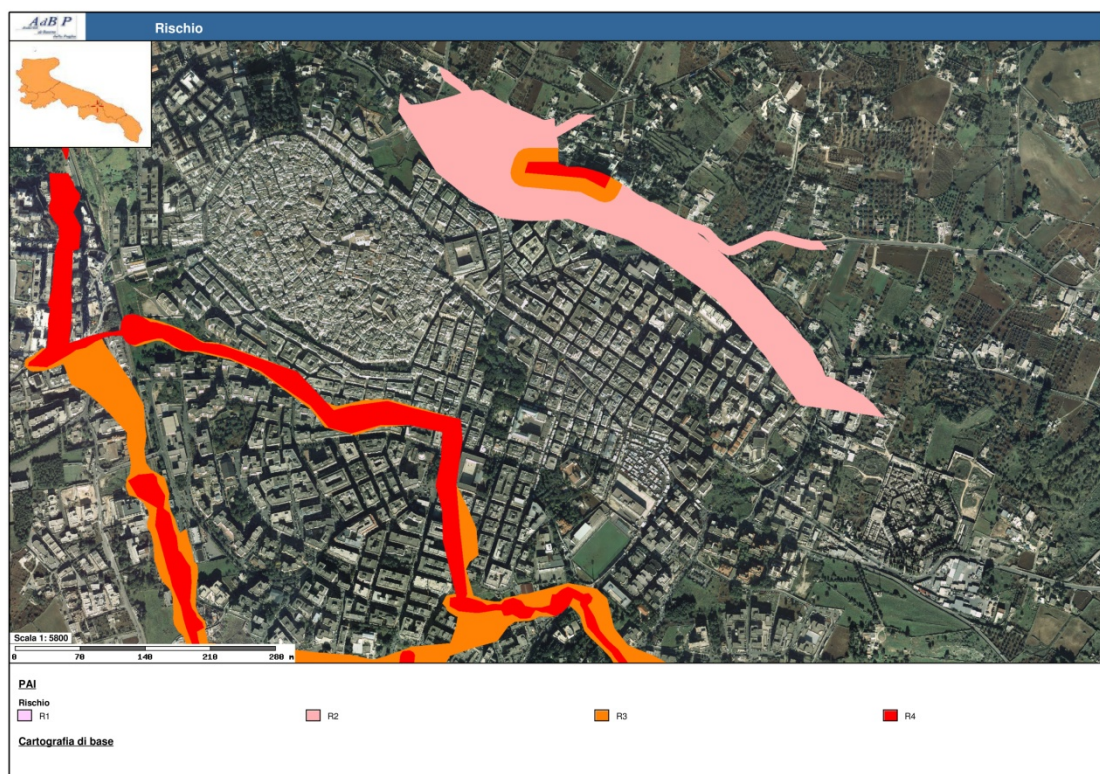 AdB P
Rischio
Scala 1: 5800
0 70 140 210 280 M
PAI
Rischio
R1 R2 R3 R4
Cartografia di base